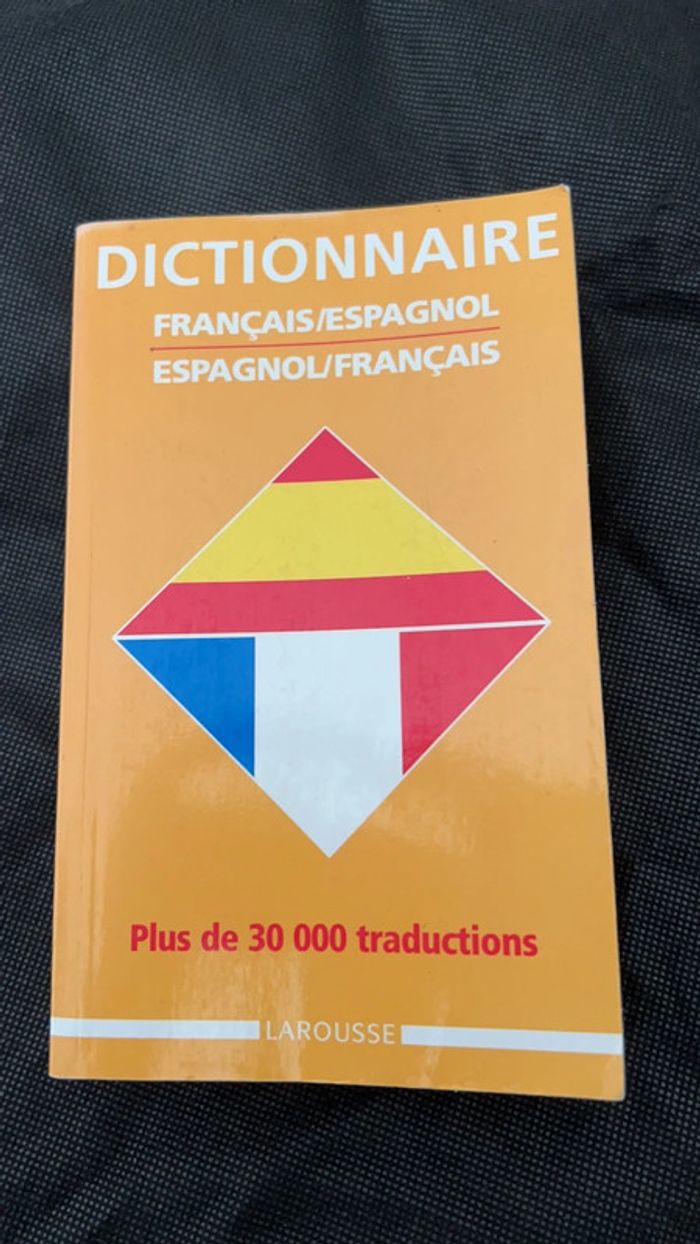 DICTIONNAIRE
FRANÇAIS/ESPAGNOL
ESPAGNOL/FRANÇAIS
Plus de 30 000 traductions
LAROUSSE